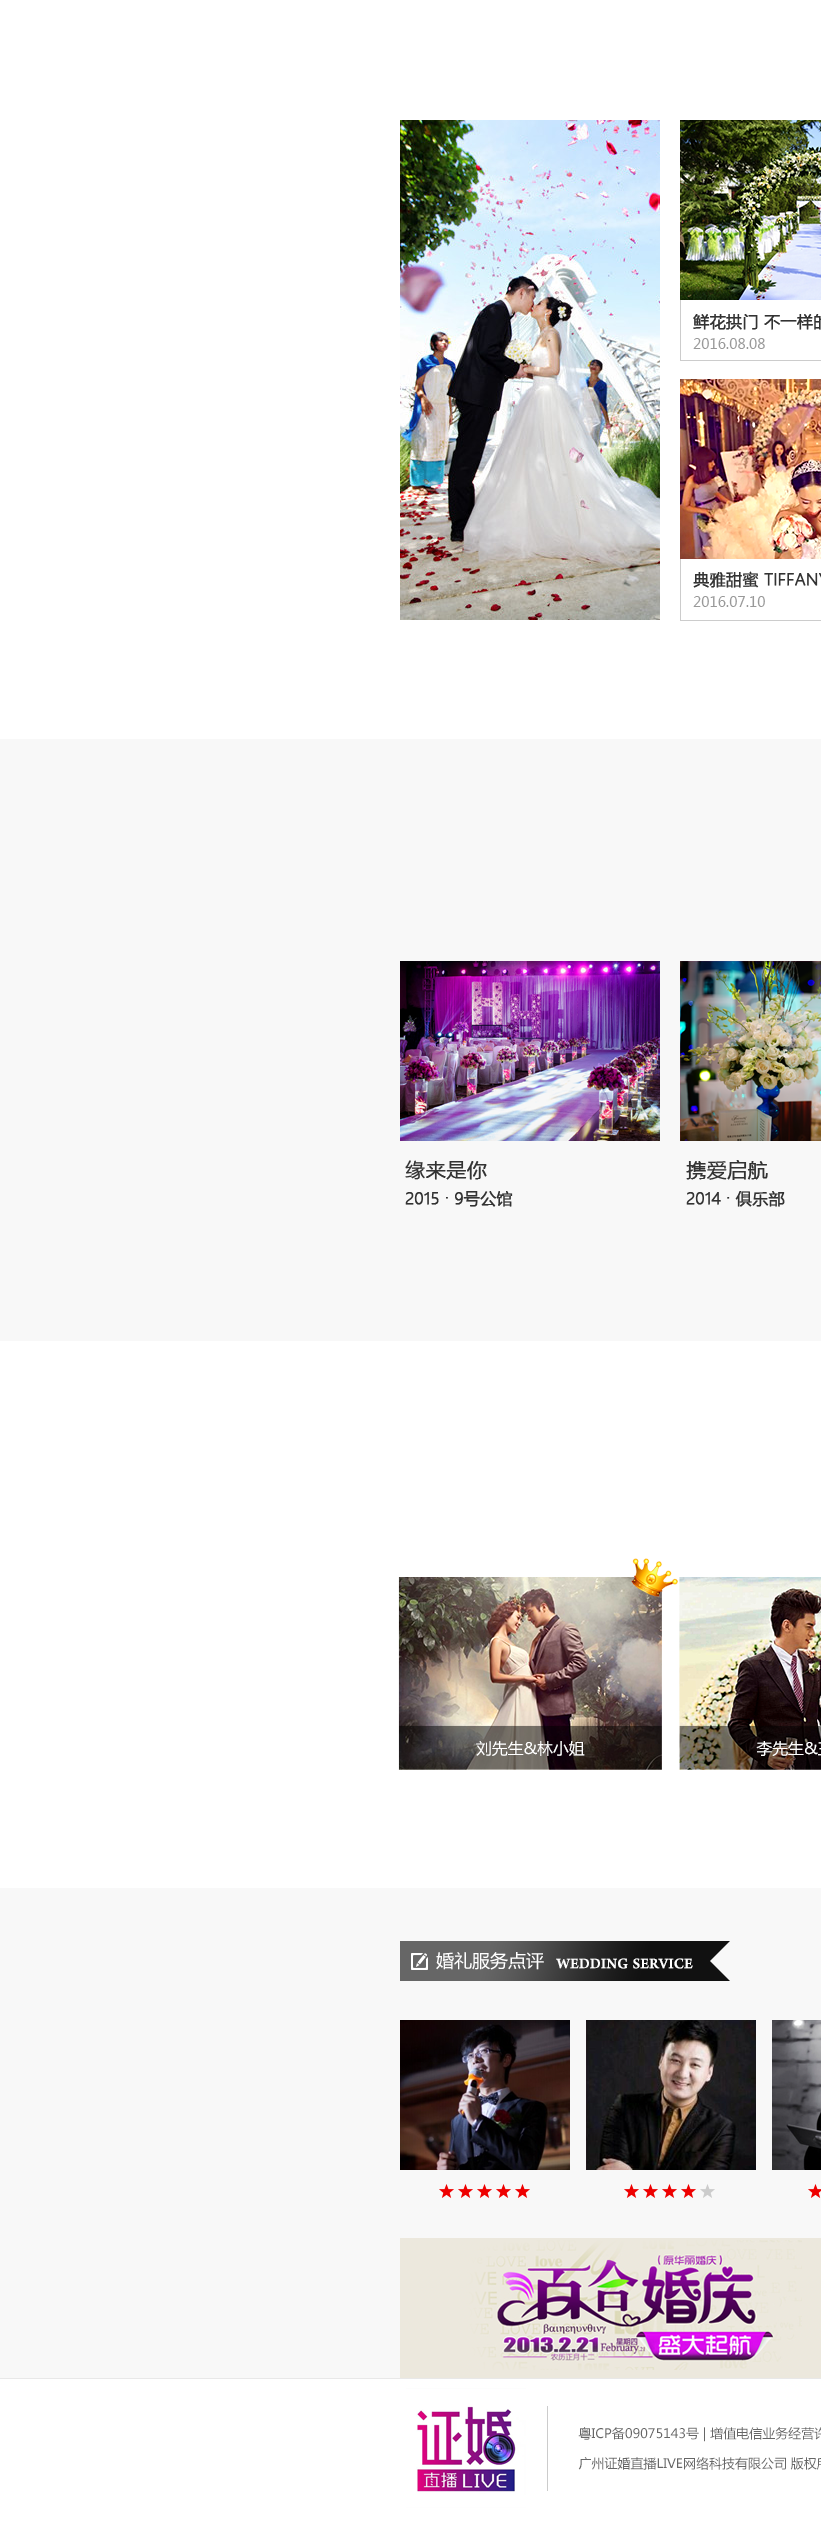 鲜花拱门 不一样的
2016.08.08
典雅甜蜜 TIFFANY
2016.07.10
缘来是你
2015 · 9号公馆
携爱启航
2014 · 俱乐部
刘先生&林小姐
李先生&
婚礼服务点评 WEDDING SERVICE
love
(原华丽婚庆)
百合婚庆
2013.2.21 星期四 February
农历正月十二
盛大起航
证婚
直播 LIVE
粤ICP备09075143号 | 增值电信业务经营许
广州证婚直播LIVE网络科技有限公司 版权所